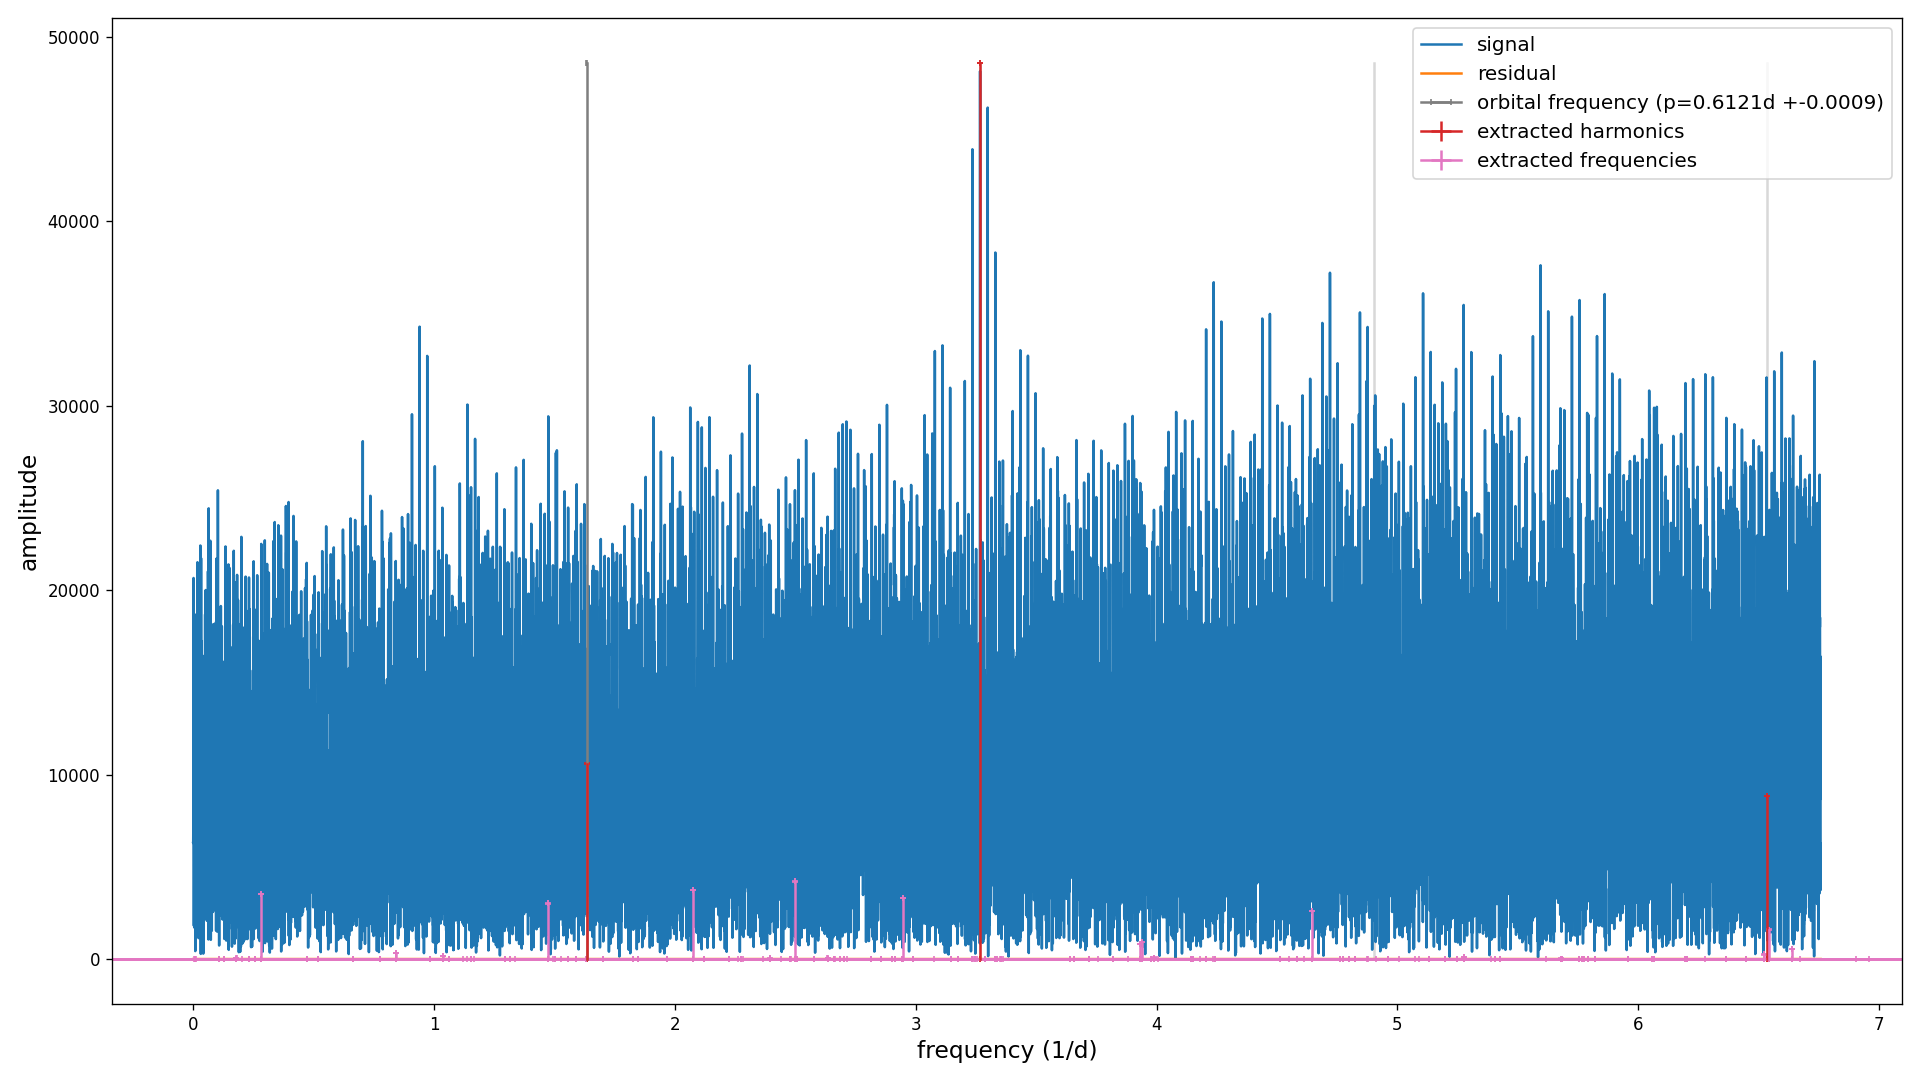 50000
40000
30000
20000
10000
0
amplitude
signal
residual
orbital frequency (p=0.6121d +-0.0009)
extracted harmonics
extracted frequencies
0 1 2 3 4 5 6 7
frequency (1/d)